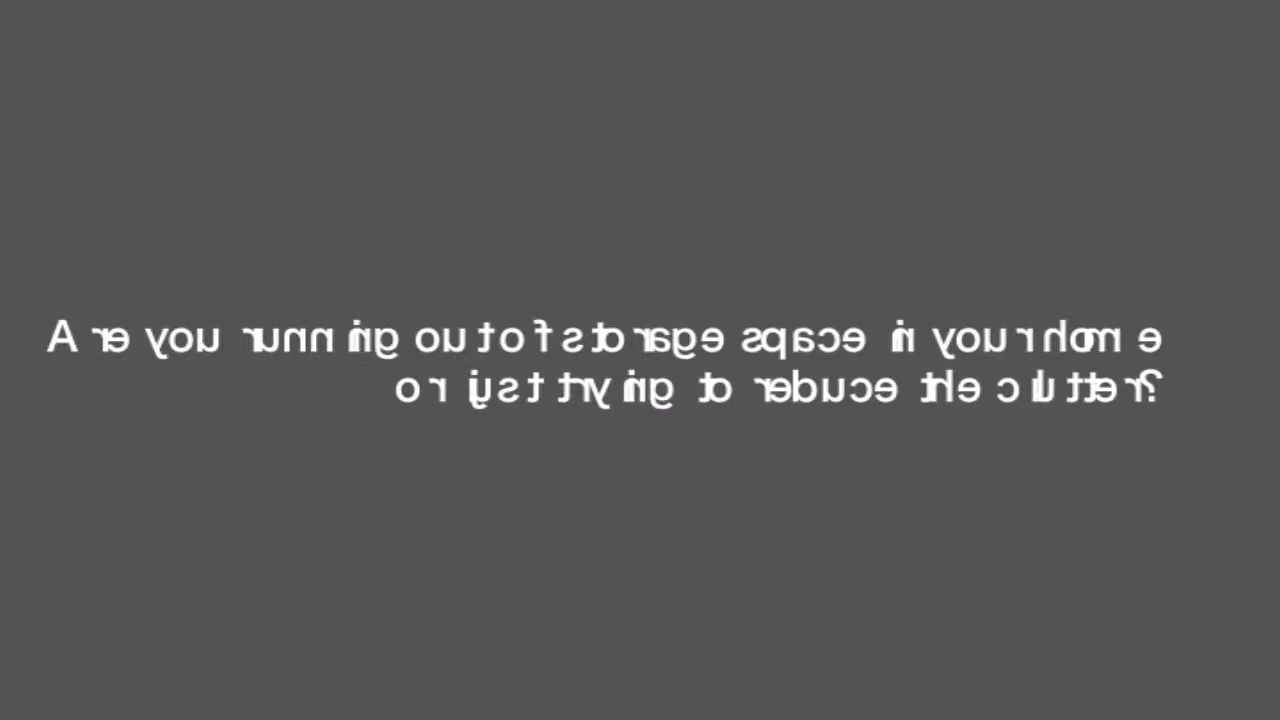 Are you running out of storage space in your home
or just trying to reduce the clutter?